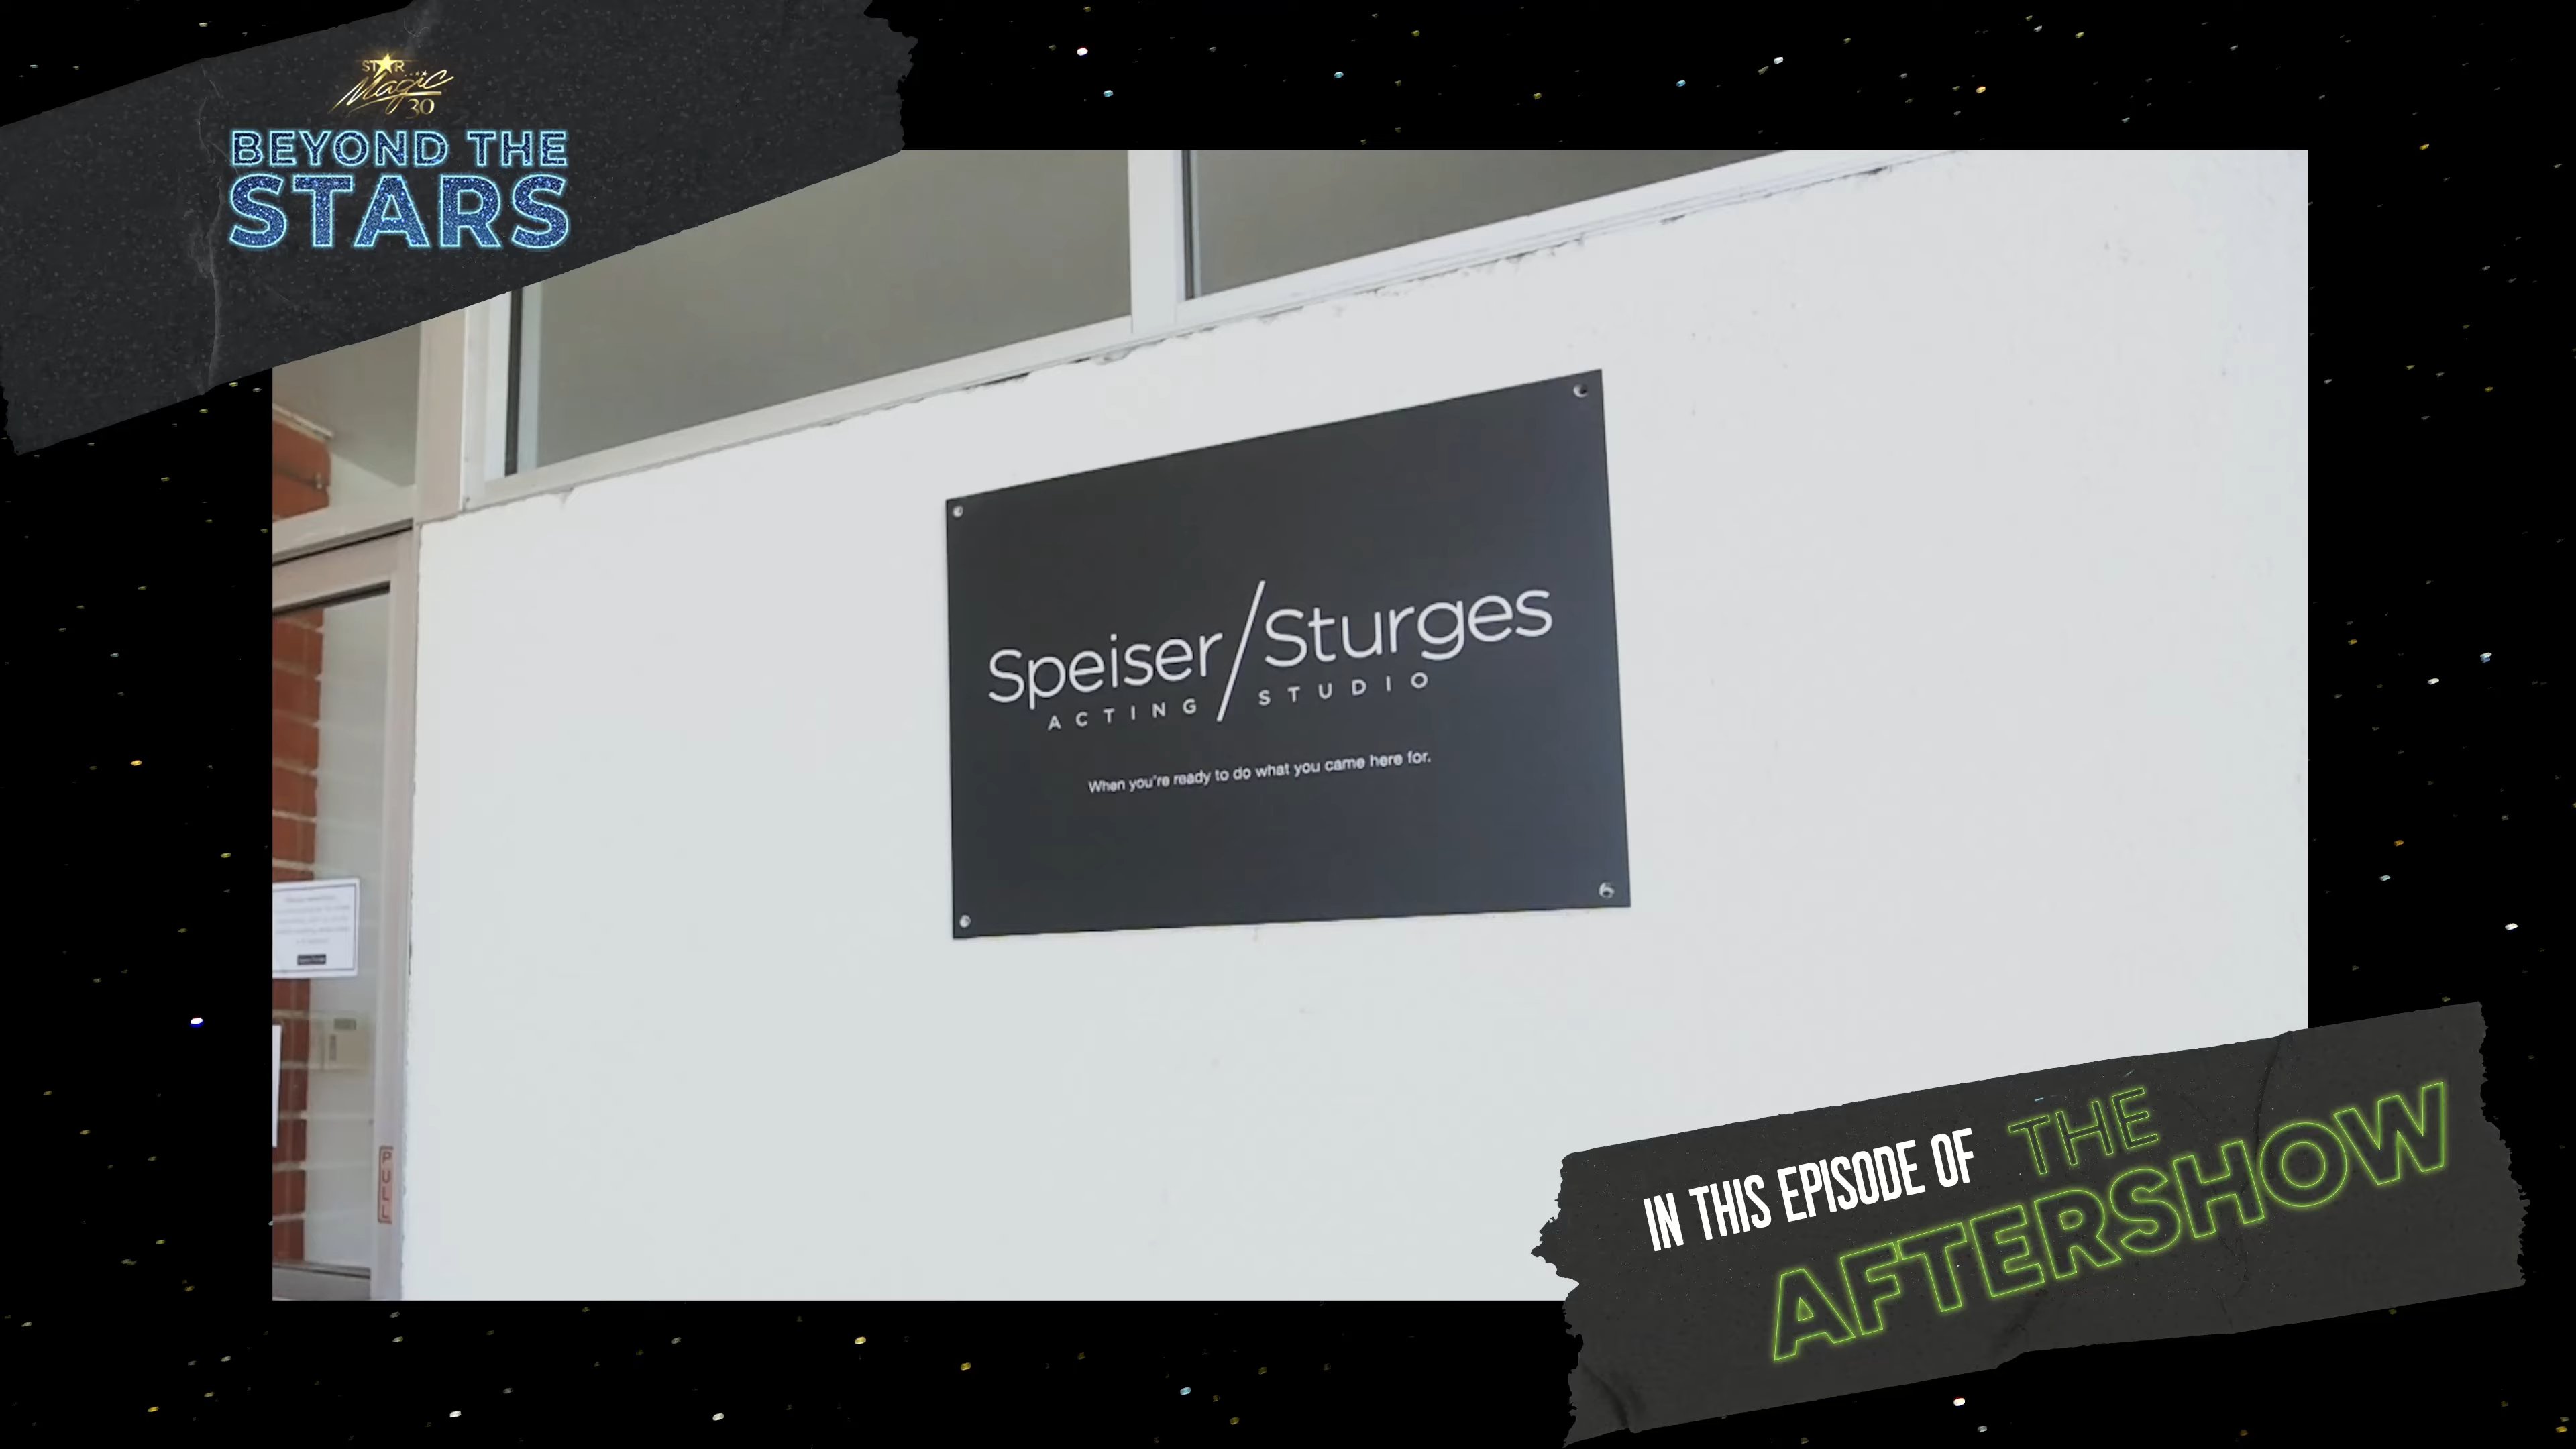 STAR
Magic
30
BEYOND THE
STARS
Speiser/Sturges
ACTING STUDIO
When you're ready to do what you came here for.
PULL
IN THIS EPISODE OF THE
AFTERSHOW